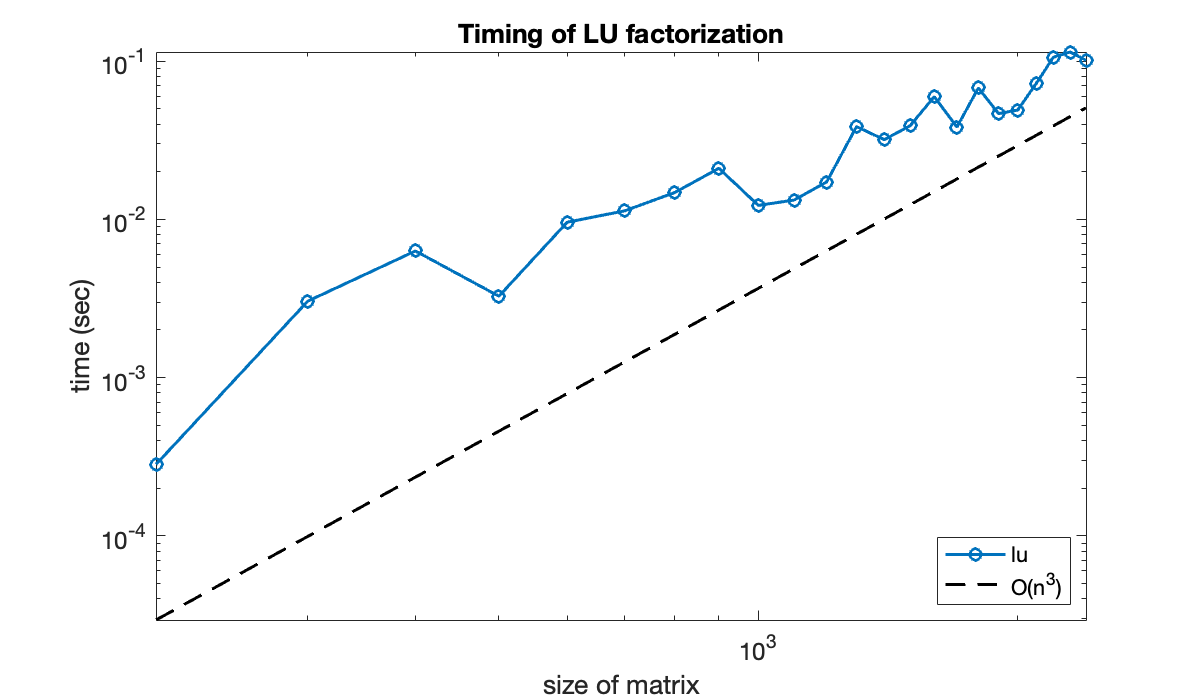 Timing of LU factorization
10^-1
10^-2
10^-3
10^-4
time (sec)
10^3
size of matrix
lu
O(n^3)